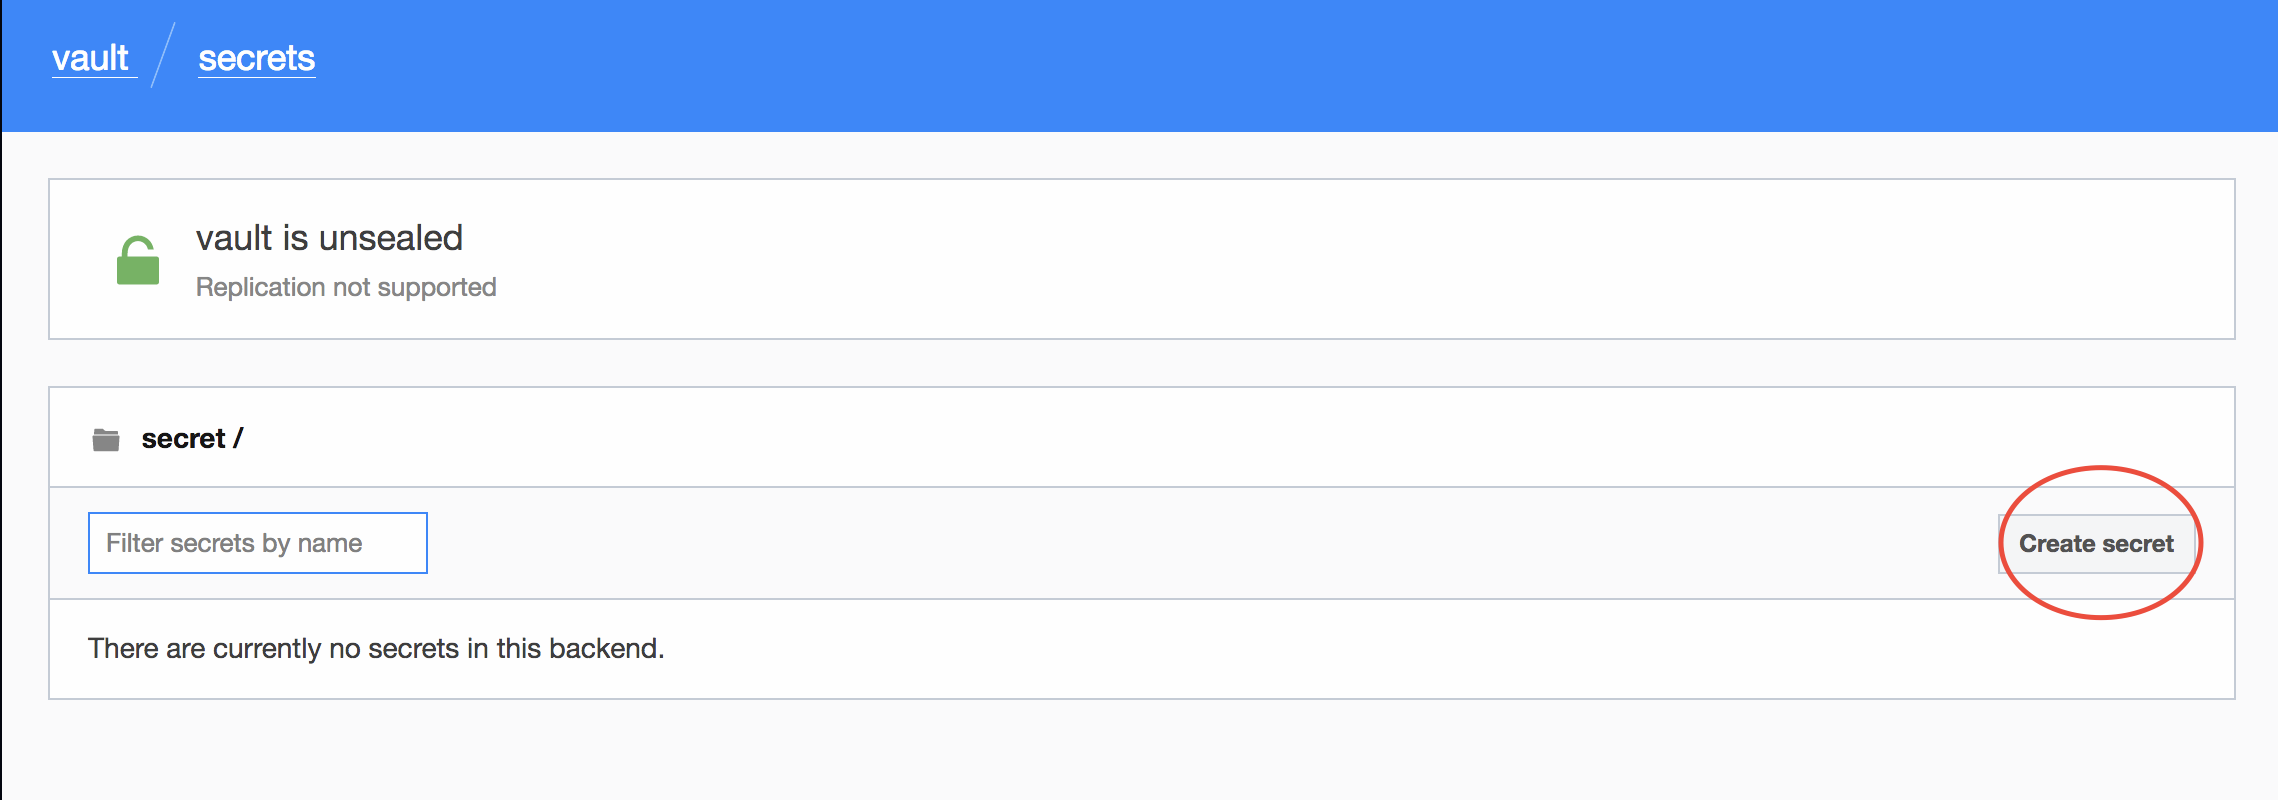 vault / secrets
vault is unsealed
Replication not supported
secret /
Filter secrets by name
Create secret
There are currently no secrets in this backend.